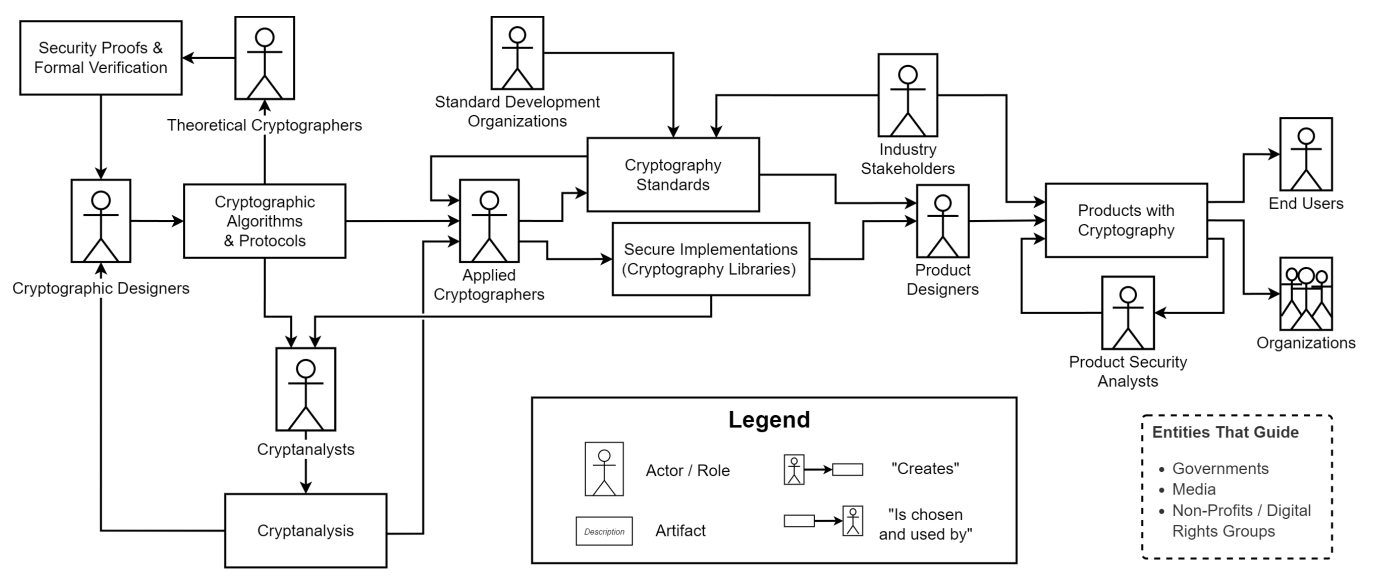 Security Proofs &
Formal Verification
Theoretical Cryptographers
Standard Development
Organizations
Industry
Stakeholders
Cryptography
Standards
End Users
Cryptographic
Algorithms
& Protocols
Cryptographic Designers
Applied
Cryptographers
Secure Implementations
(Cryptography Libraries)
Product
Designers
Products with
Cryptography
Organizations
Product Security
Analysts
Cryptanalysts
Cryptanalysis
Legend
Actor / Role
"Creates"
Description
Artifact
"Is chosen
and used by"
Entities That Guide
• Governments
• Media
• Non-Profits / Digital
Rights Groups